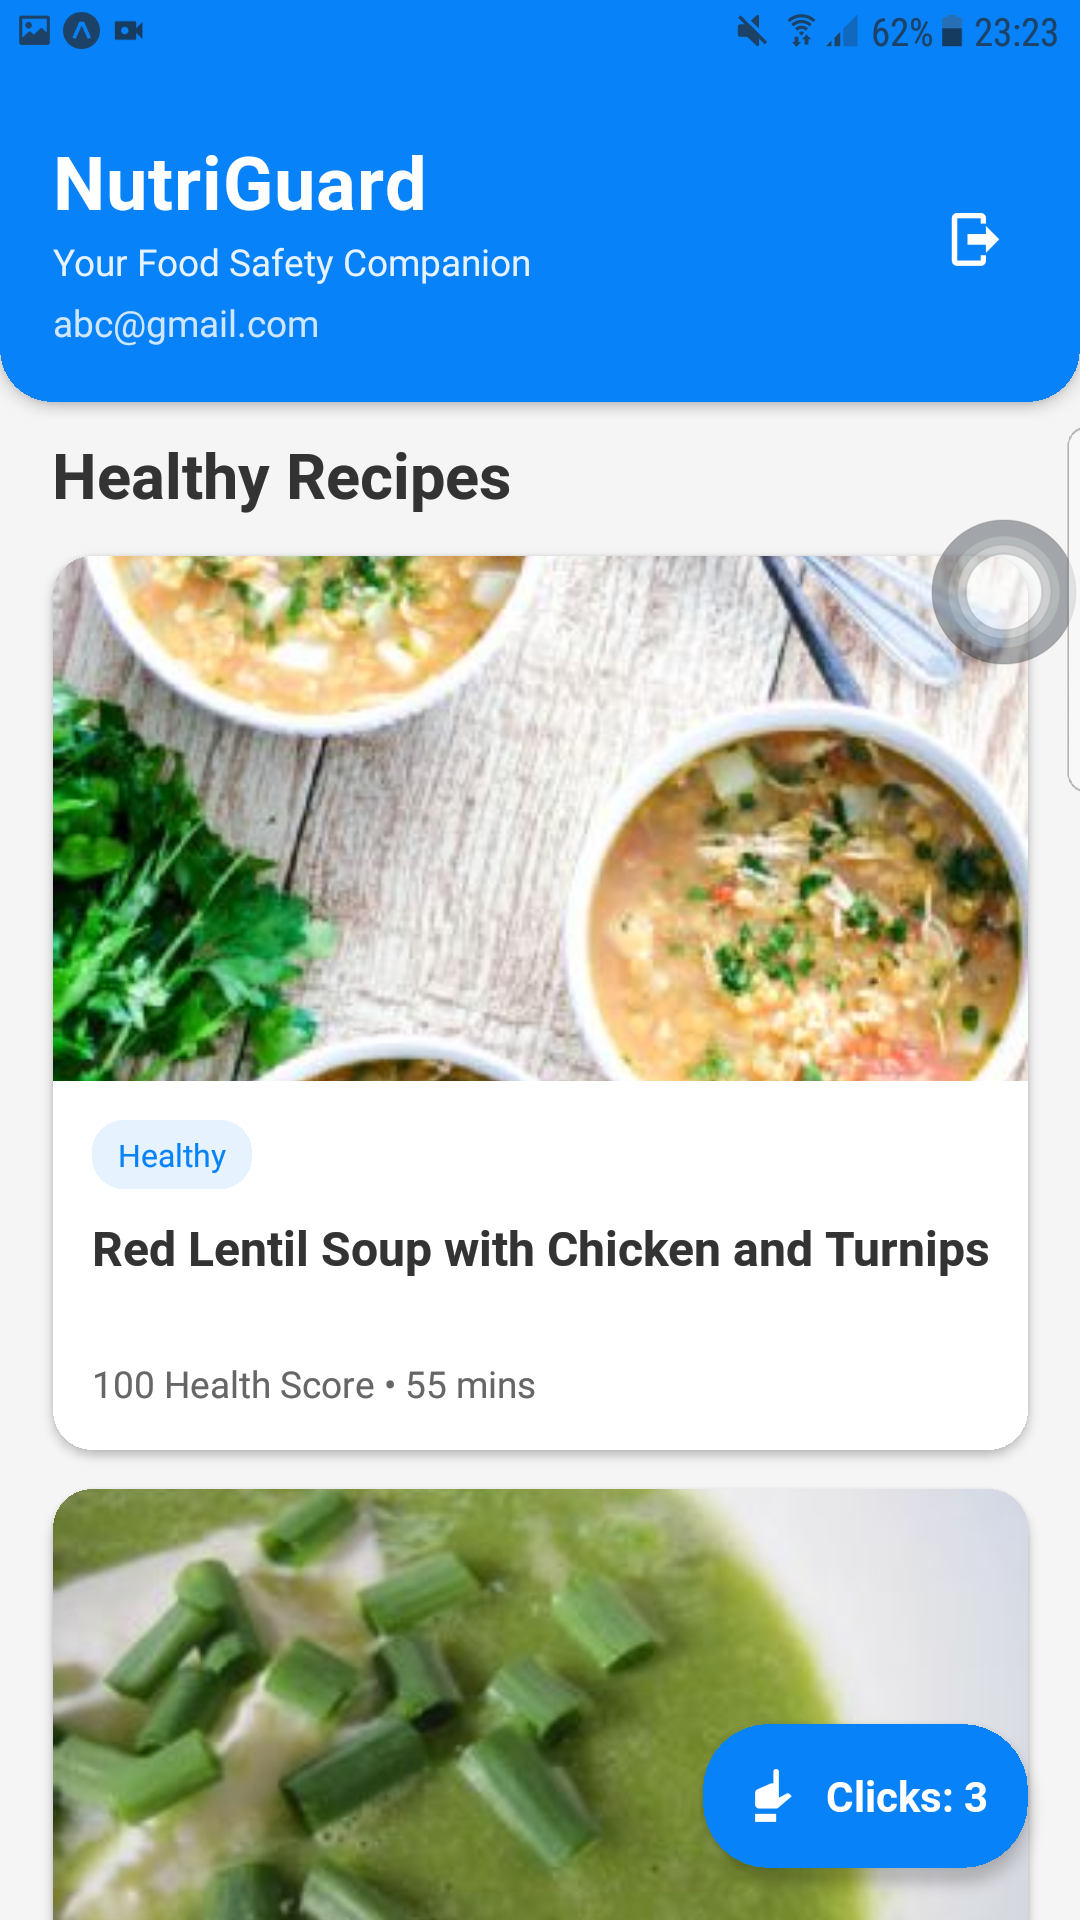 62% 23:23
NutriGuard
Your Food Safety Companion
abc@gmail.com
Healthy Recipes
Healthy
Red Lentil Soup with Chicken and Turnips
100 Health Score • 55 mins
Clicks: 3